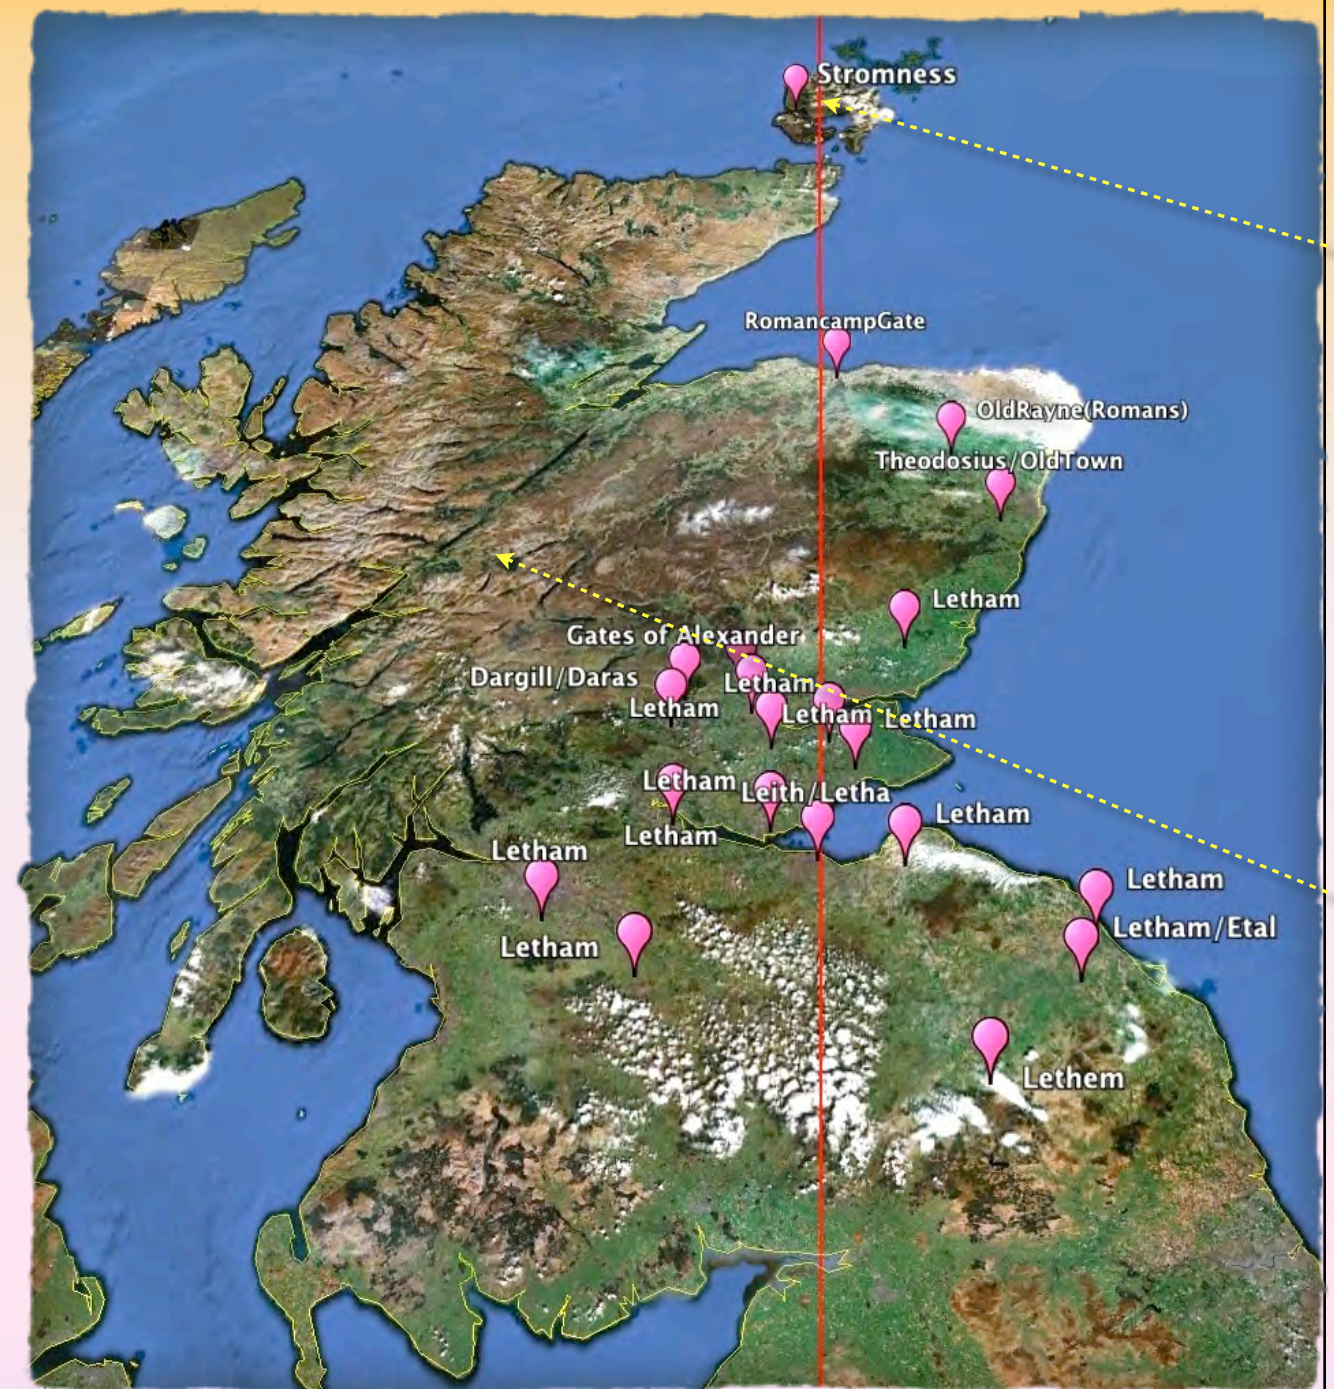 Stromness
RomancampGate
OldRayne(Romans)
Theodosius/OldTown
Letham
Gates of Alexander
Dargill/Daras
Letham
Letham
Letham
Letham
Letham
Leith/Letha
Letham
Letham
Letham
Letham
Letham/Etal
Letham
Lethem